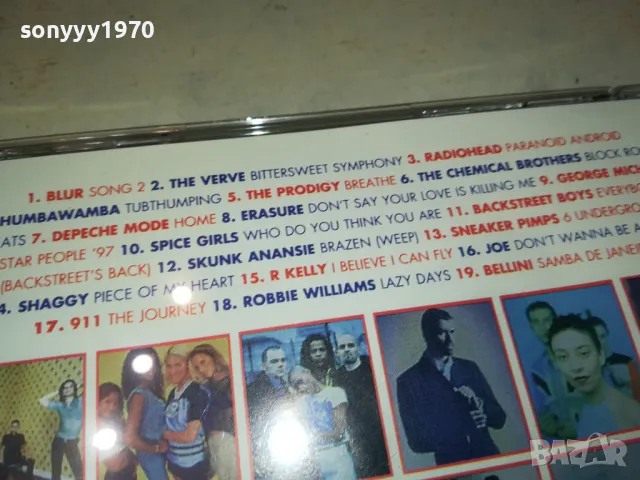 sonyyy1970
1. BLUR SONG 2 2. THE VERVE BITTERSWEET SYMPHONY 3. RADIOHEAD PARANOID ANDROID
HUMBAWAMBA TUBTHUMPING 5. THE PRODIGY BREATHE 6. THE CHEMICAL BROTHERS BLOCK RO
EATS 7. DEPECHE MODE HOME 8. ERASURE DON'T SAY YOUR LOVE IS KILLING ME 9. GEORGE MICH
STAR PEOPLE '97 10. SPICE GIRLS WHO DO YOU THINK YOU ARE 11. BACKSTREET BOYS EVERYB
(BACKSTREET'S BACK) 12. SKUNK ANANSIE BRAZEN (WEEP) 13. SNEAKER PIMPS 6 UNDERGRO
4. SHAGGY PIECE OF MY HEART 15. R KELLY I BELIEVE I CAN FLY 16. JOE DON'T WANNA BE A
17. 911 THE JOURNEY 18. ROBBIE WILLIAMS LAZY DAYS 19. BELLINI SAMBA DE JANEI
BAZAR
bg